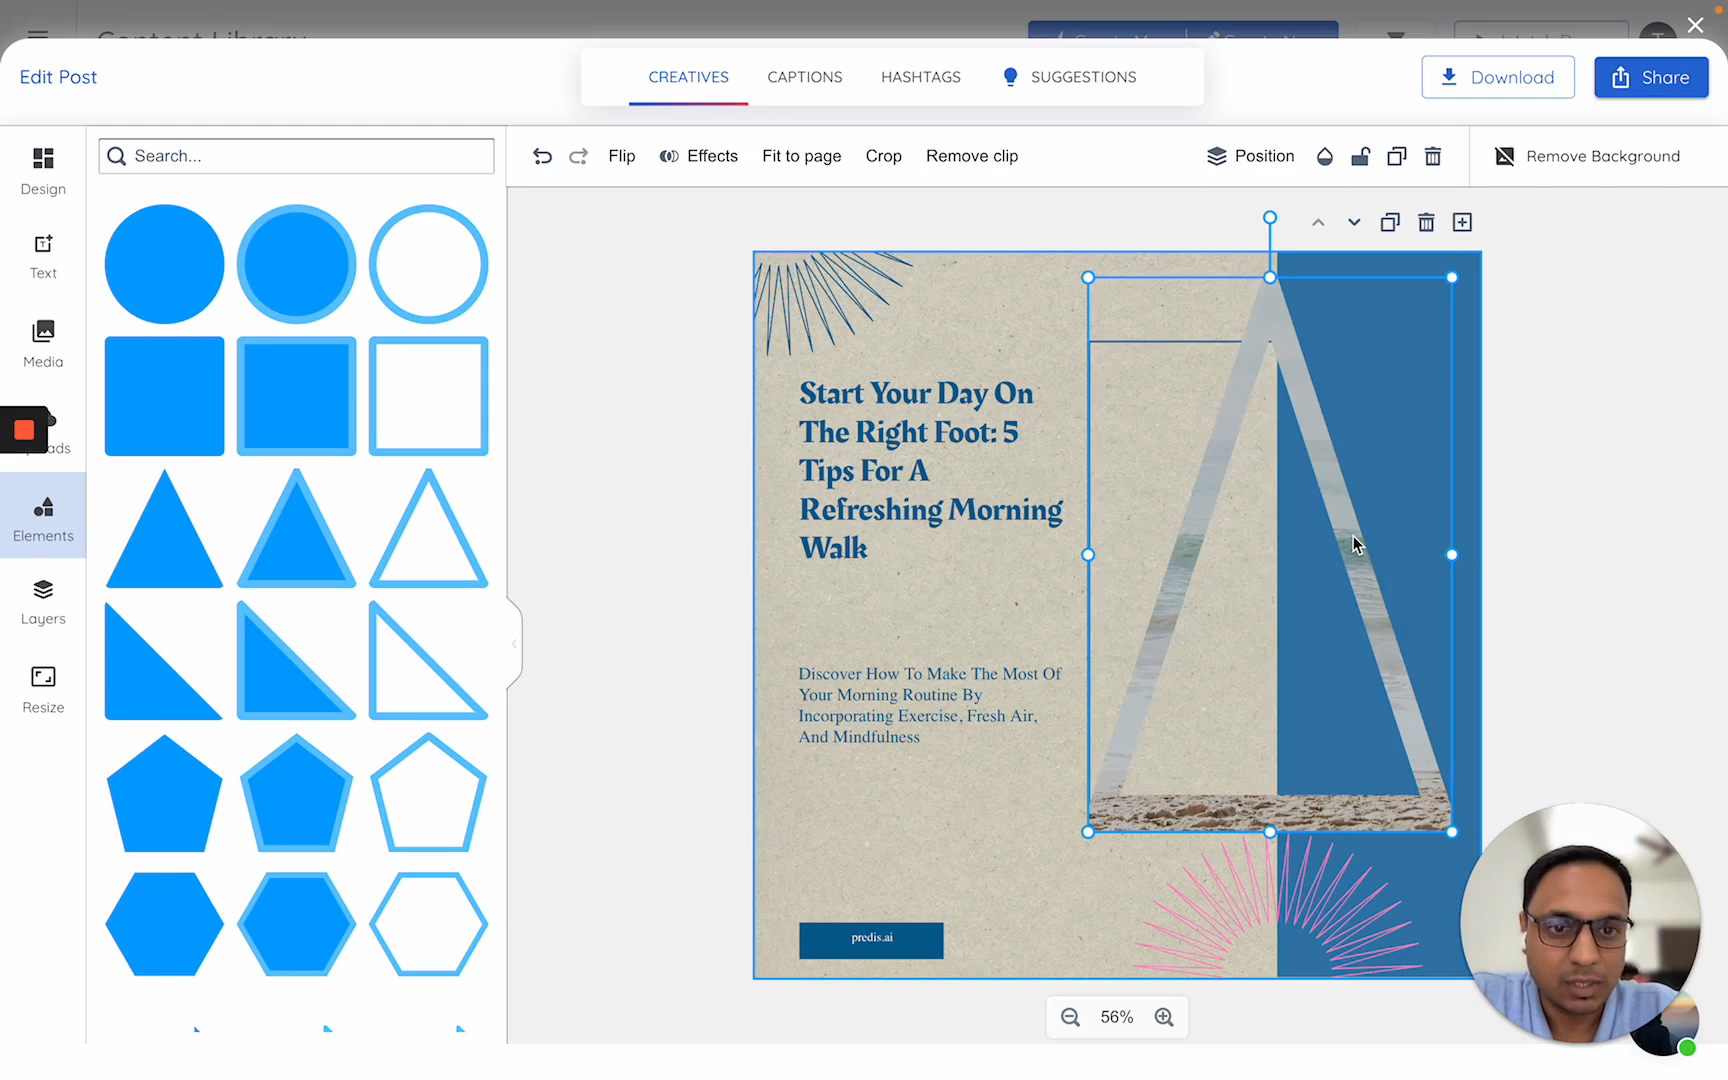 Edit Post
CREATIVES
CAPTIONS
HASHTAGS
SUGGESTIONS
Download
Share
Search...
Flip
Effects
Fit to page
Crop
Remove clip
Position
Remove Background
Design
Text
Media
Elements
Layers
Resize
Start Your Day On
The Right Foot: 5
Tips For A
Refreshing Morning
Walk
Discover How To Make The Most Of
Your Morning Routine By
Incorporating Exercise, Fresh Air,
And Mindfulness
predis.ai
56%